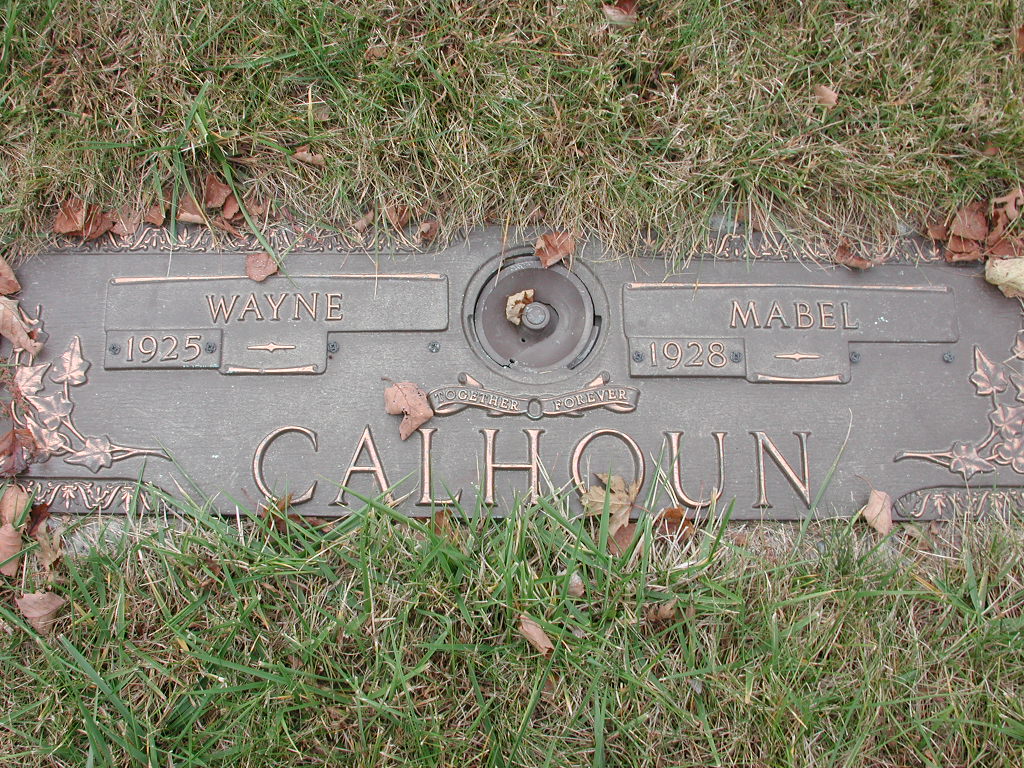 WAYNE
1925
MABEL
1928
TOGETHER FOREVER
CALHOUN